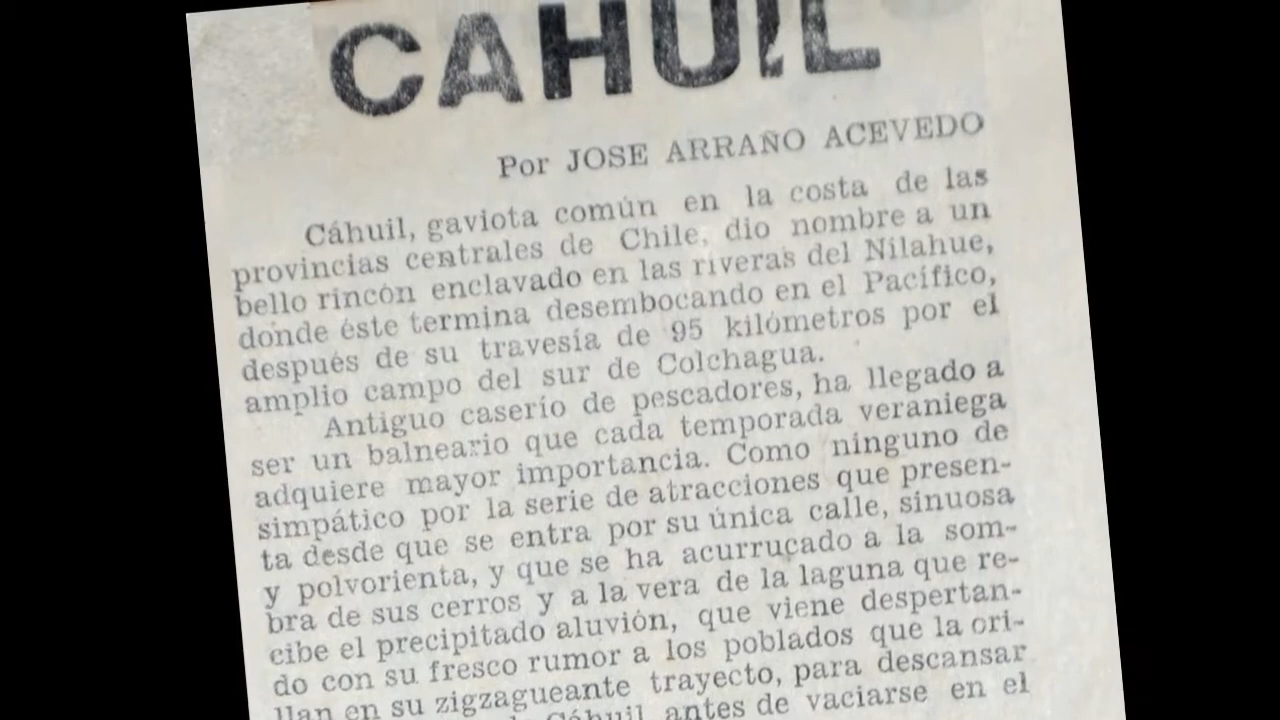 CAHUIL
Por JOSE ARRAÑO ACEVEDO
Cáhuil, gaviota común en la costa de las
provincias centrales de Chile, dio nombre a un
bello rincón enclavado en las riveras del Nilahue,
donde éste termina desembocando en el Pacífico,
después de su travesía de 95 kilómetros por el
amplio campo del sur de Colchagua.
Antiguo caserío de pescadores, ha llegado a
ser un balneario que cada temporada veraniega
adquiere mayor importancia. Como ninguno de
simpático por la serie de atracciones que presen-
ta desde que se entra por su única calle, sinuosa
y polvorienta, y que se ha acurrucado a la som-
bra de sus cerros y a la vera de la laguna que re-
cibe el precipitado aluvión, que viene despertan-
do con su fresco rumor a los poblados que la ori-
llan en su zigzagueante trayecto, para descansar
Cáhuil antes de vaciarse en el